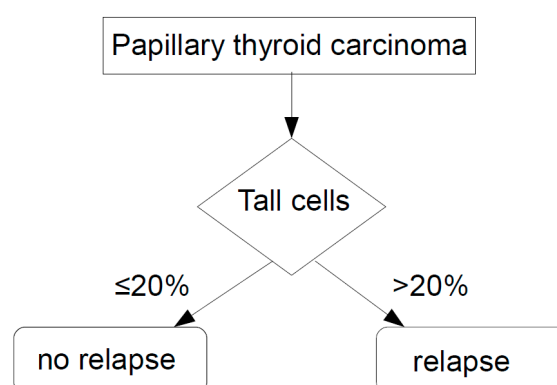 Papillary thyroid carcinoma
Tall cells
≤20%
>20%
no relapse
relapse